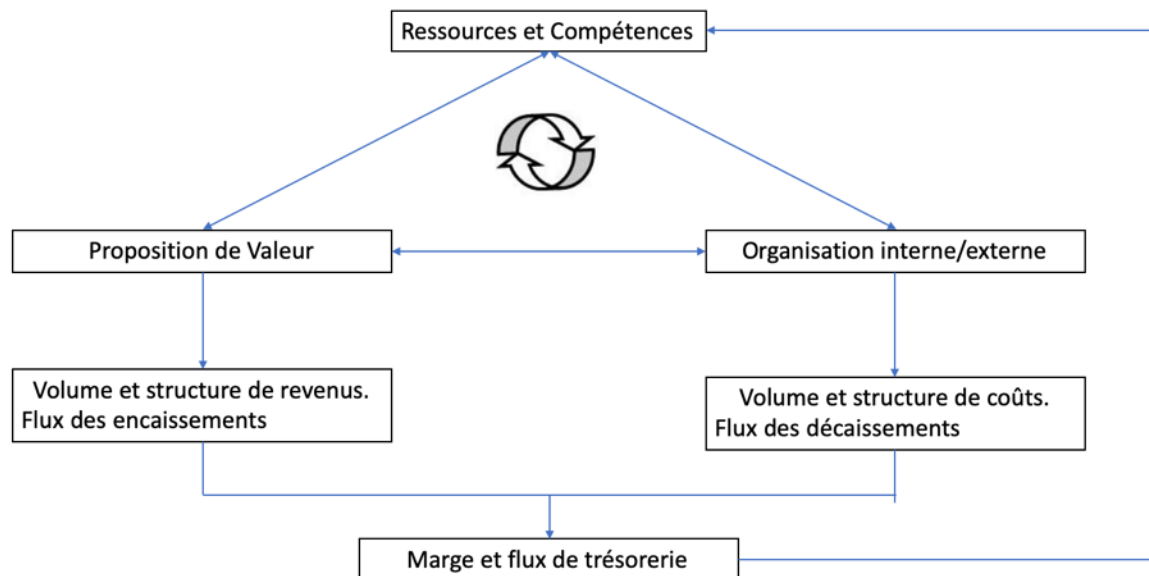 Ressources et Compétences
Proposition de Valeur
Organisation interne/externe
Volume et structure de revenus.
Flux des encaissements
Volume et structure de coûts.
Flux des décaissements
Marge et flux de trésorerie